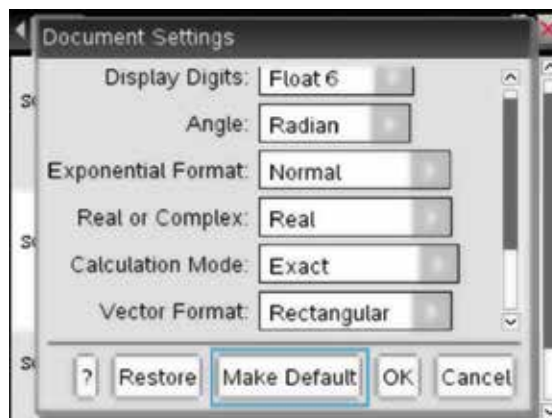 Document Settings
Display Digits: Float 6
Angle: Radian
Exponential Format: Normal
Real or Complex: Real
Calculation Mode: Exact
Vector Format: Rectangular
? Restore Make Default OK Cancel